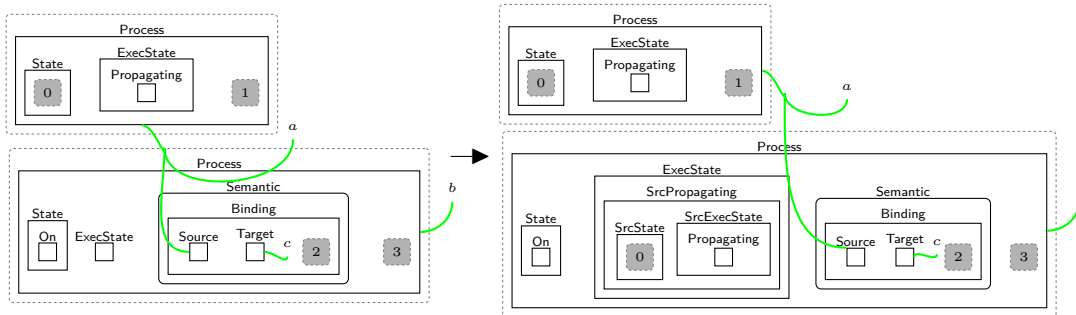 Process
ExecState
State
Propagating
0
1
a
Process
Semantic
b
Binding
State
On
ExecState
Source
Target
c
2
3
Process
ExecState
State
Propagating
0
1
a
Process
ExecState
SrcPropagating
Semantic
Binding
State
SrcState
SrcExecState
On
Propagating
Source
Target
c
0
2
3